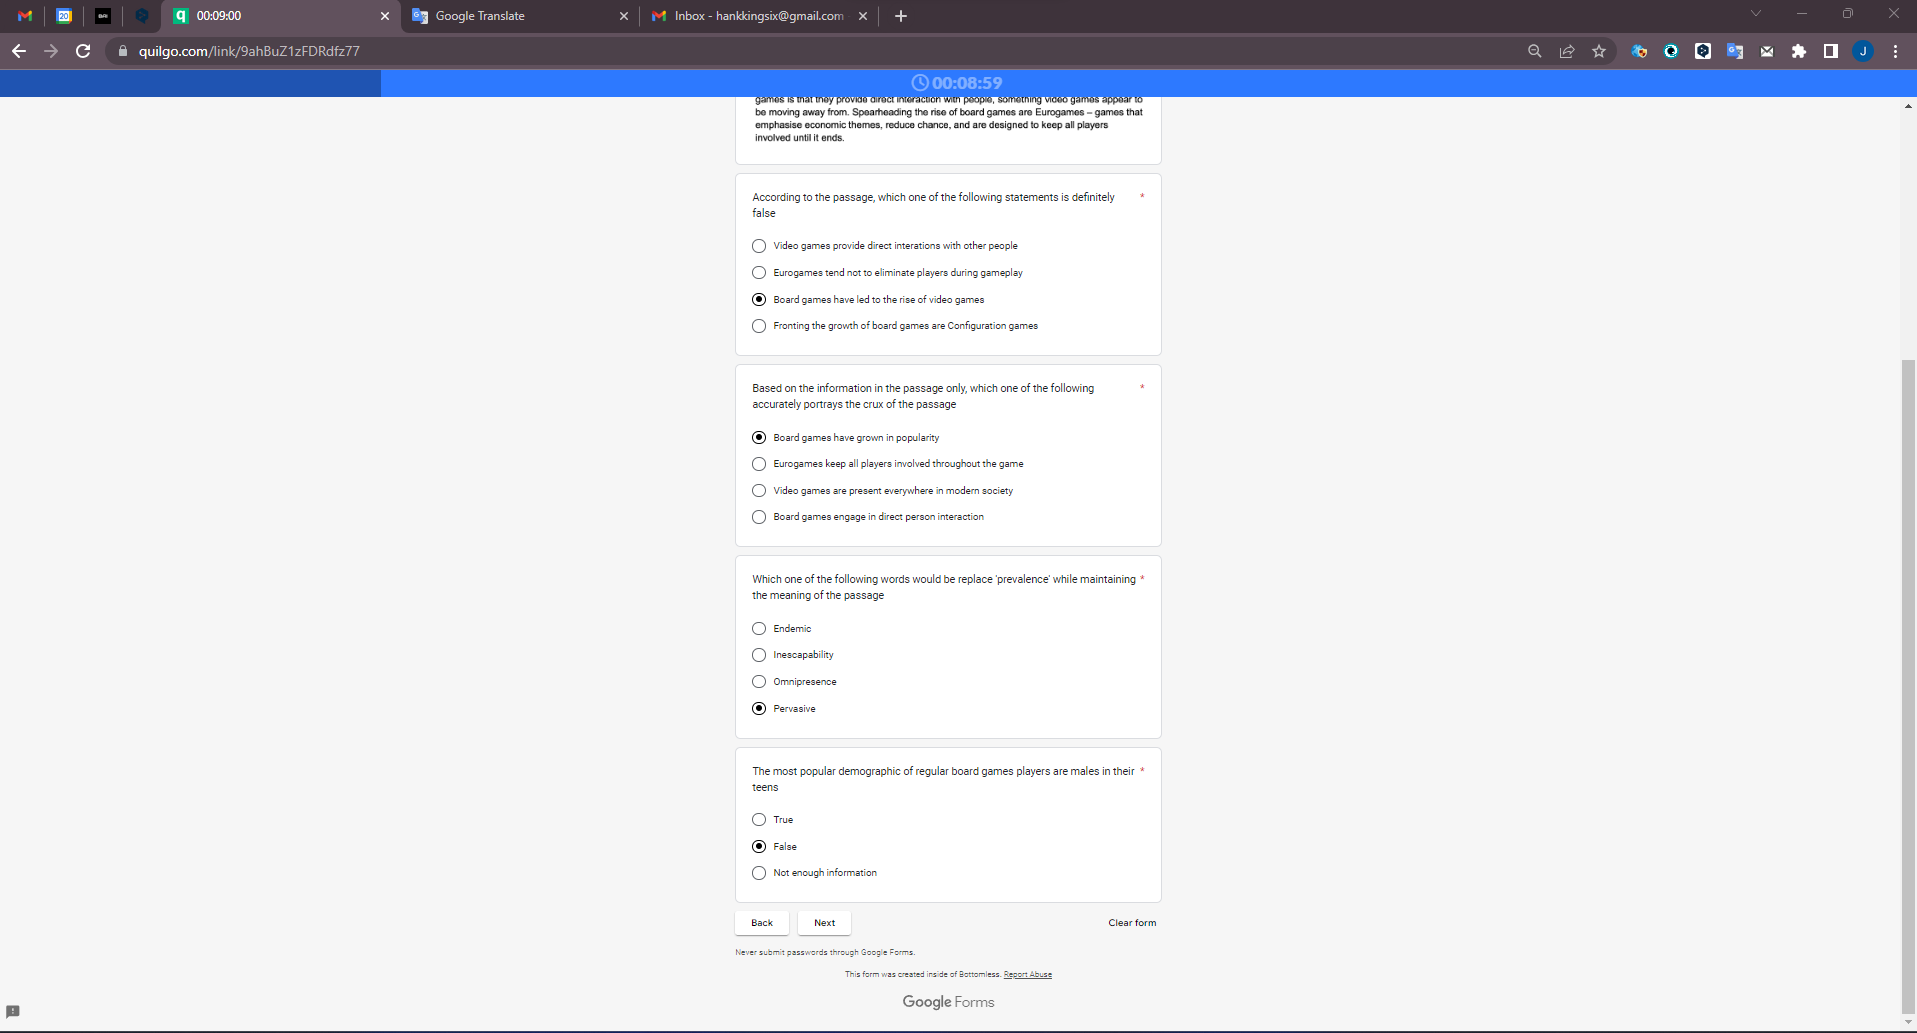 20
BAI
q
00:09:00
Google Translate
Inbox - hankkingsix@gmail.com
quilgo.com/link/9ahBuZ1zFDRdfz77
J
00:08:59
games is that they provide direct interaction with people, something video games appear to
be moving away from. Spearheading the rise of board games are Eurogames – games that
emphasise economic themes, reduce chance, and are designed to keep all players
involved until it ends.
According to the passage, which one of the following statements is definitely *
false
Video games provide direct interations with other people
Eurogames tend not to eliminate players during gameplay
Board games have led to the rise of video games
Fronting the growth of board games are Configuration games
Based on the information in the passage only, which one of the following *
accurately portrays the crux of the passage
Board games have grown in popularity
Eurogames keep all players involved throughout the game
Video games are present everywhere in modern society
Board games engage in direct person interaction
Which one of the following words would be replace 'prevalence' while maintaining *
the meaning of the passage
Endemic
Inescapability
Omnipresence
Pervasive
The most popular demographic of regular board games players are males in their *
teens
True
False
Not enough information
Back
Next
Clear form
Never submit passwords through Google Forms.
This form was created inside of Bottomless. Report Abuse
Google Forms